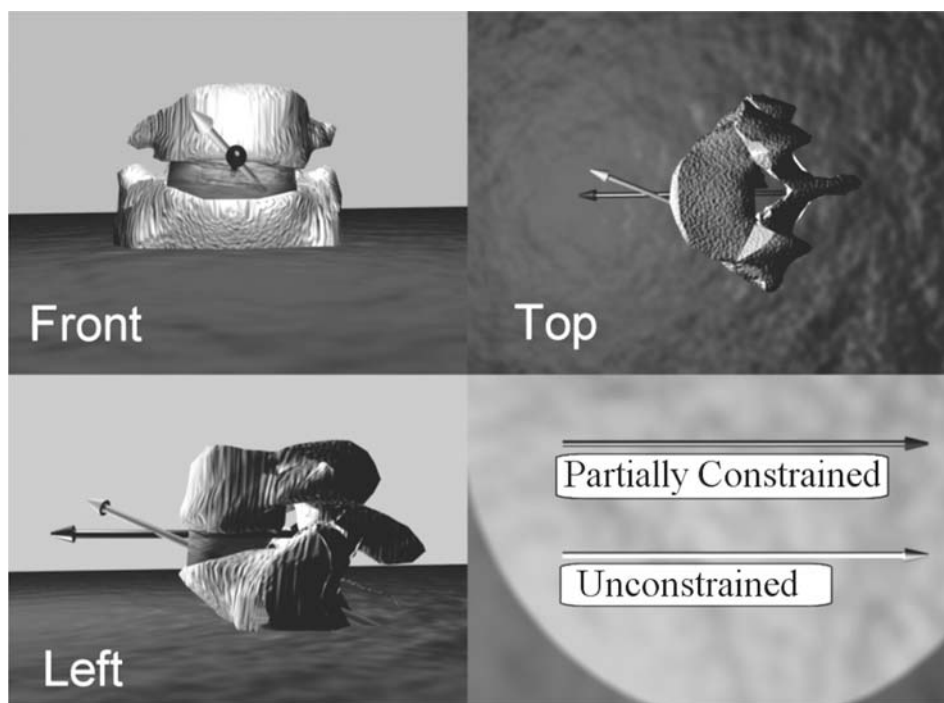 Front
Top
Left
Partially Constrained
Unconstrained